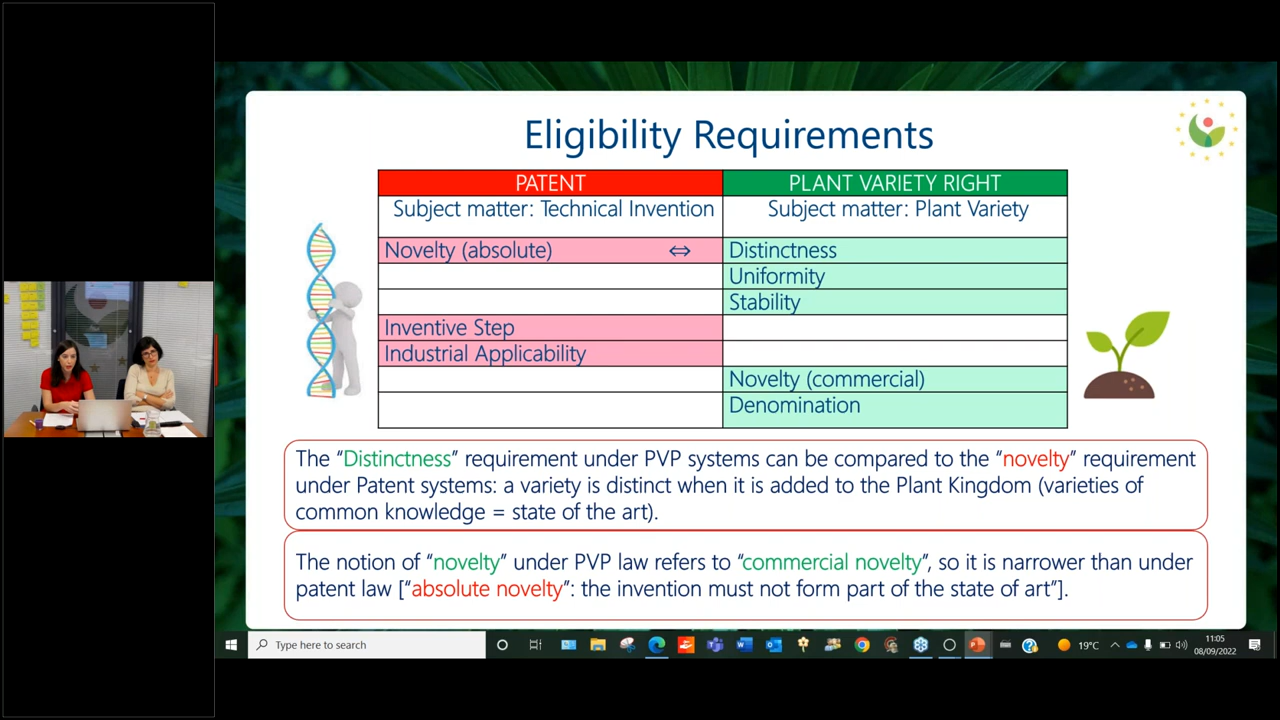 Eligibility Requirements
PATENT
PLANT VARIETY RIGHT
Subject matter: Technical Invention
Subject matter: Plant Variety
Novelty (absolute) ⇔
Distinctness
Uniformity
Stability
Inventive Step
Industrial Applicability
Novelty (commercial)
Denomination
The “Distinctness” requirement under PVP systems can be compared to the “novelty” requirement
under Patent systems: a variety is distinct when it is added to the Plant Kingdom (varieties of
common knowledge = state of the art).
The notion of “novelty” under PVP law refers to “commercial novelty”, so it is narrower than under
patent law [“absolute novelty”: the invention must not form part of the state of art”].
Type here to search
19°C
11:05
08/09/2022